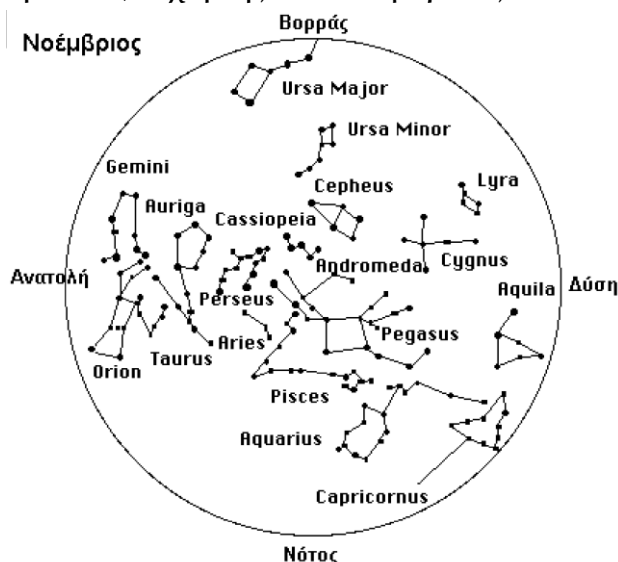 Βορράς
Νοέμβριος
Ursa Major
Ursa Minor
Gemini
Lyra
Cepheus
Auriga
Cassiopeia
Andromeda
Cygnus
Ανατολή
Δύση
Aquila
Perseus
Pegasus
Aries
Taurus
Orion
Pisces
Aquarius
Capricornus
Νότος